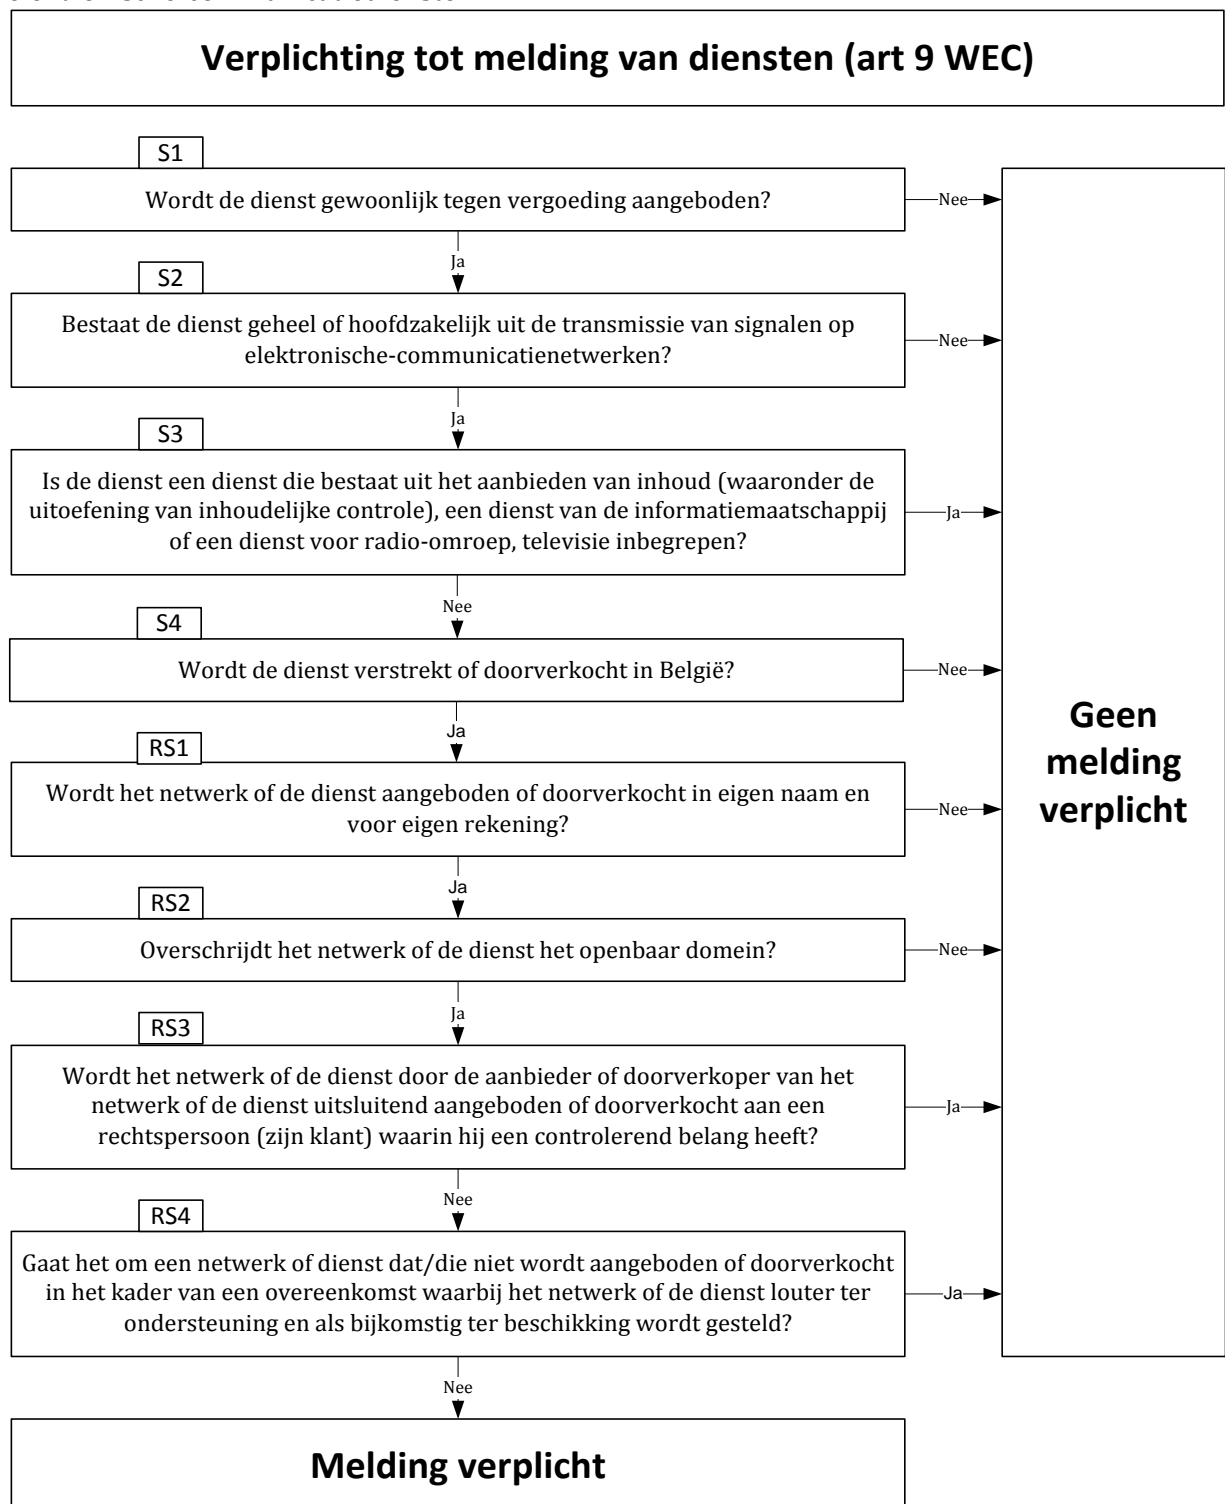 Verplichting tot melding van diensten (art 9 WEC)
S1
Wordt de dienst gewoonlijk tegen vergoeding aangeboden?
Nee
Ja
S2
Bestaat de dienst geheel of hoofdzakelijk uit de transmissie van signalen op
elektronische-communicatienetwerken?
Nee
Ja
S3
Is de dienst een dienst die bestaat uit het aanbieden van inhoud (waaronder de
uitoefening van inhoudelijke controle), een dienst van de informatiemaatschappij
of een dienst voor radio-omroep, televisie inbegrepen?
Ja
Nee
S4
Wordt de dienst verstrekt of doorverkocht in België?
Nee
Ja
RS1
Wordt het netwerk of de dienst aangeboden of doorverkocht in eigen naam en
voor eigen rekening?
Nee
Ja
RS2
Overschrijdt het netwerk of de dienst het openbaar domein?
Nee
Ja
RS3
Wordt het netwerk of de dienst door de aanbieder of doorverkoper van het
netwerk of de dienst uitsluitend aangeboden of doorverkocht aan een
rechtspersoon (zijn klant) waarin hij een controlerend belang heeft?
Ja
Nee
RS4
Gaat het om een netwerk of dienst dat/die niet wordt aangeboden of doorverkocht
in het kader van een overeenkomst waarbij het netwerk of de dienst louter ter
ondersteuning en als bijkomstig ter beschikking wordt gesteld?
Ja
Nee
Melding verplicht
Geen
melding
verplicht